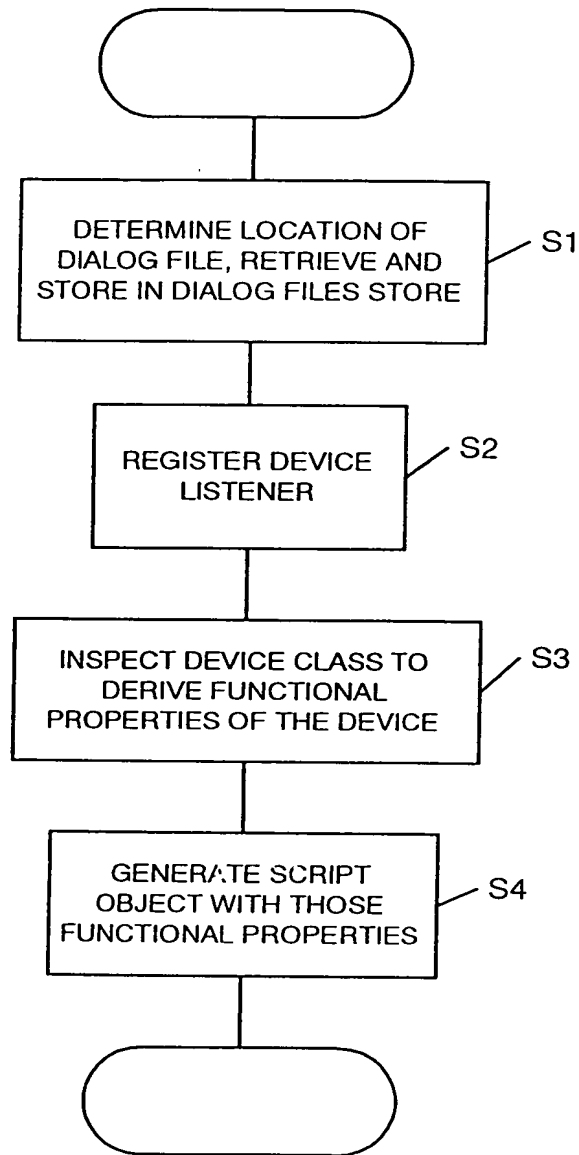 DETERMINE LOCATION OF
DIALOG FILE, RETRIEVE AND
STORE IN DIALOG FILES STORE
S1
REGISTER DEVICE
LISTENER
S2
INSPECT DEVICE CLASS TO
DERIVE FUNCTIONAL
PROPERTIES OF THE DEVICE
S3
GENERATE SCRIPT
OBJECT WITH THOSE
FUNCTIONAL PROPERTIES
S4